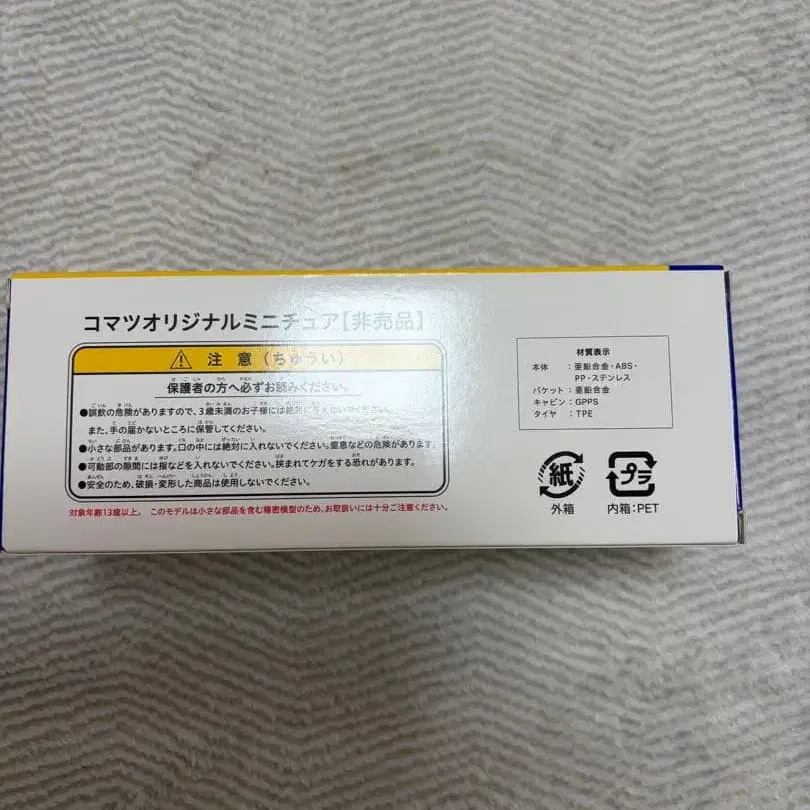 コマツオリジナルミニチュア【非売品】
注 意（ちゅうい）
保護者の方へ必ずお読みください。
●誤飲の危険がありますので、3歳未満のお子様には絶対に与えないでください。
また、手の届かないところに保管してください。
●小さな部品があります。口の中には絶対に入れないでください。窒息などの危険があります。
●可動部の隙間には指などを入れないでください。挟まれてケガをする恐れがあります。
●安全のため、破損・変形した商品は使用しないでください。
対象年齢13歳以上。 このモデルは小さな部品を含む精密模型のため、お取扱いには十分ご注意ください。
材質表示
本体 ：亜鉛合金・ABS・
PP・ステンレス
バケット：亜鉛合金
キャビン：GPPS
タイヤ ：TPE
紙
外箱
プラ
内箱：PET